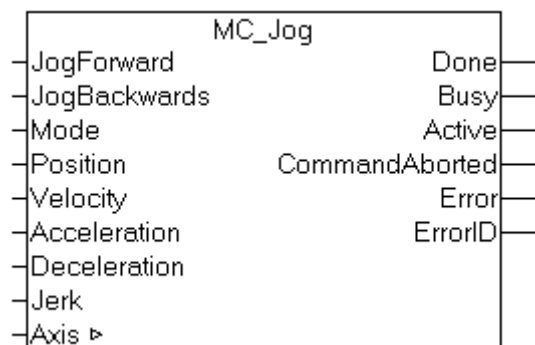 MC_Jog
JogForward Done
JogBackwards Busy
Mode Active
Position CommandAborted
Velocity Error
Acceleration ErrorID
Deceleration
Jerk
Axis